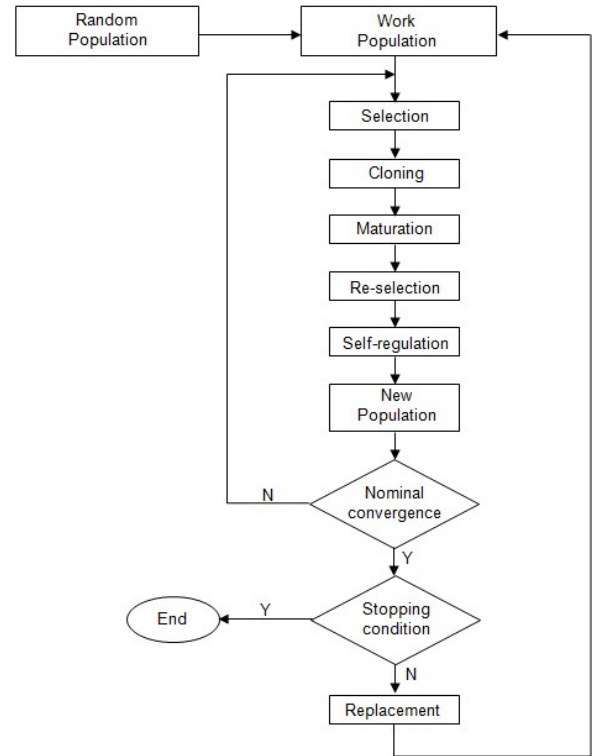 Random
Population
Work
Population
Selection
Cloning
Maturation
Re-selection
Self-regulation
New
Population
Nominal
convergence
N
Y
Stopping
condition
Y
End
N
Replacement